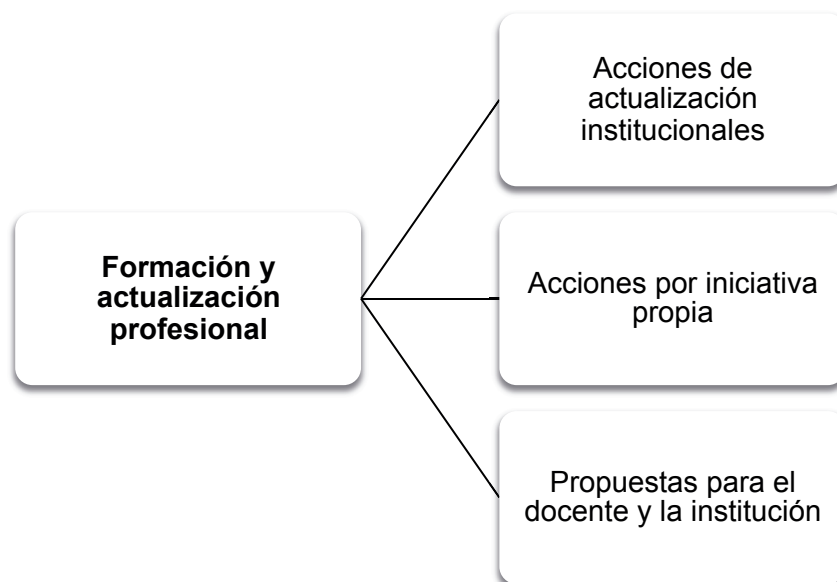 Acciones de
actualización
institucionales
Formación y
actualización
profesional
Acciones por iniciativa
propia
Propuestas para el
docente y la institución